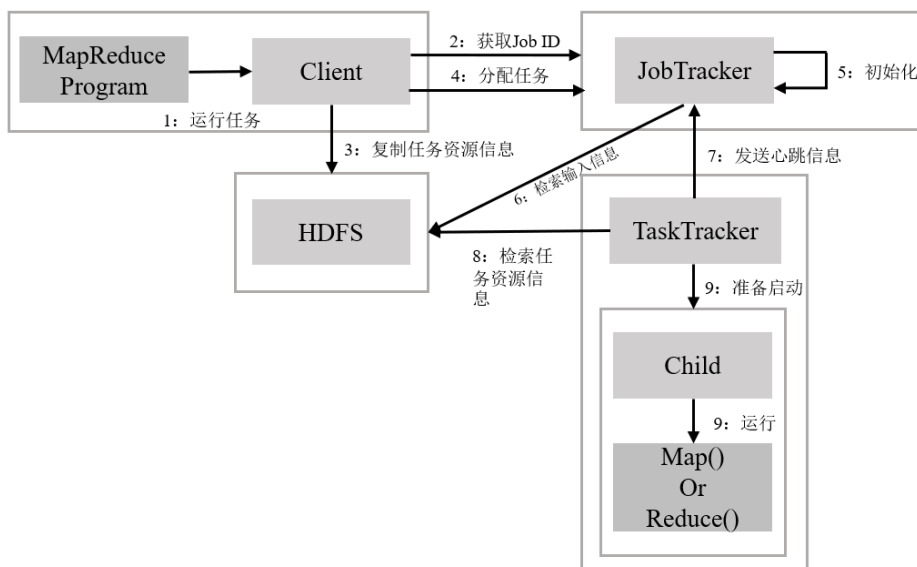 MapReduce
Program
Client
1：运行任务
2：获取Job ID
4：分配任务
JobTracker
5：初始化
3：复制任务资源信息
6：检索输入信息
7：发送心跳信息
HDFS
TaskTracker
8：检索任
务资源信
息
9：准备启动
Child
9：运行
Map()
Or
Reduce()